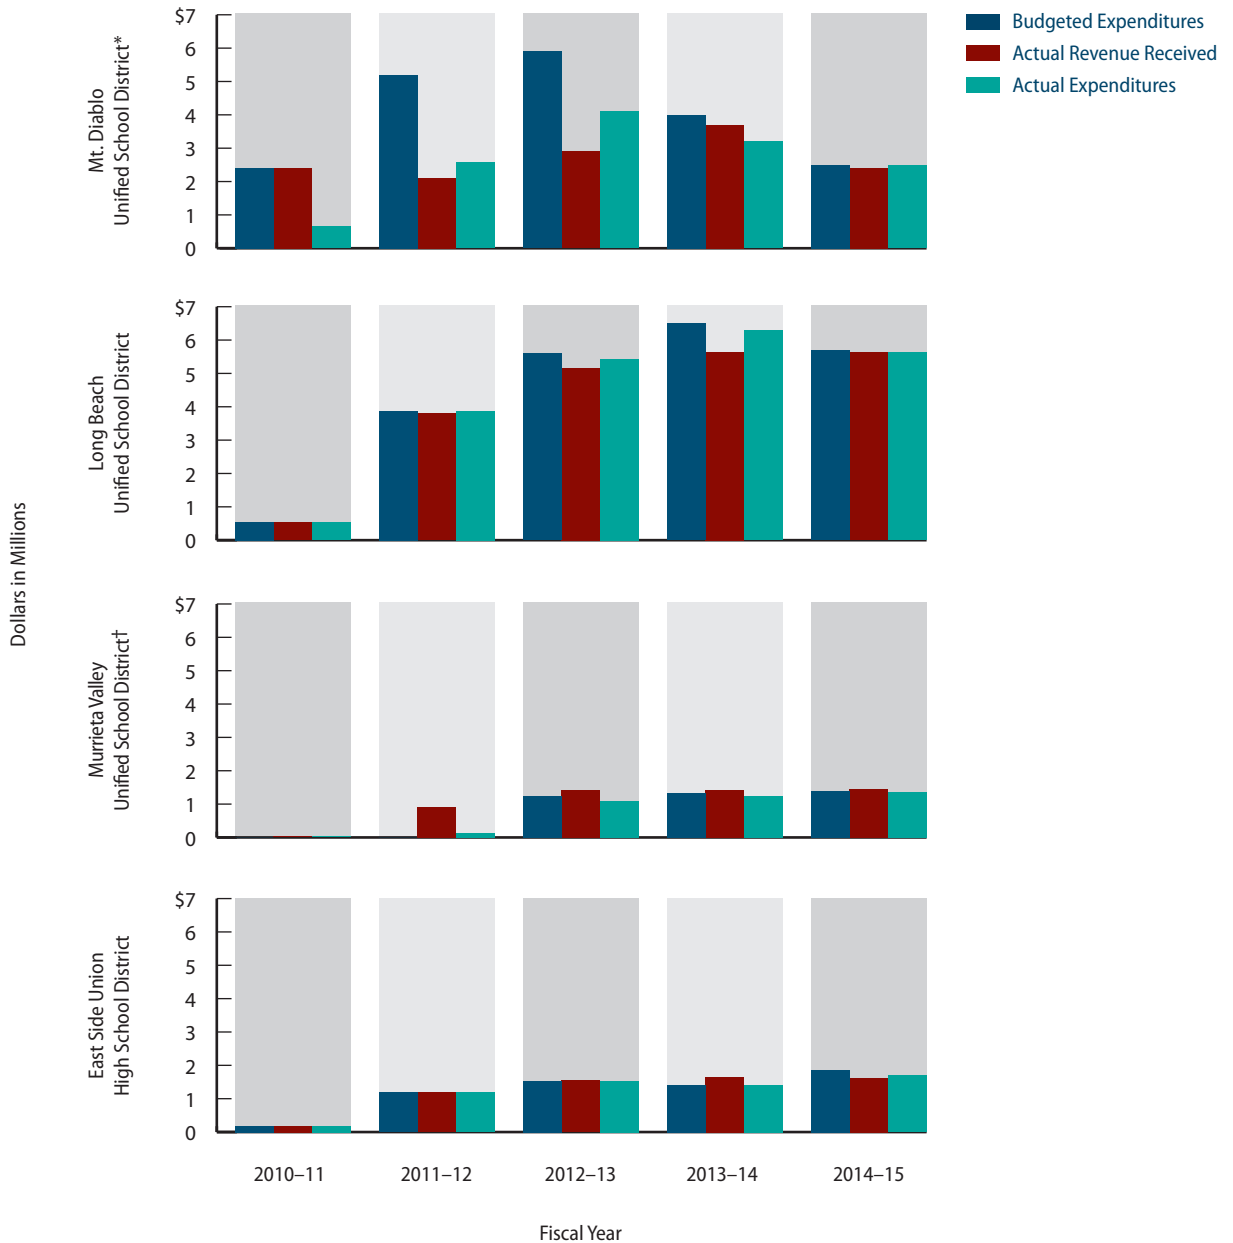 Budgeted Expenditures
Actual Revenue Received
Actual Expenditures
Dollars in Millions
Mt. Diablo
Unified School District*
$7
6
5
4
3
2
1
0
Long Beach
Unified School District
$7
6
5
4
3
2
1
0
Murrieta Valley
Unified School District†
$7
6
5
4
3
2
1
0
East Side Union
High School District
$7
6
5
4
3
2
1
0
2010–11 2011–12 2012–13 2013–14 2014–15
Fiscal Year